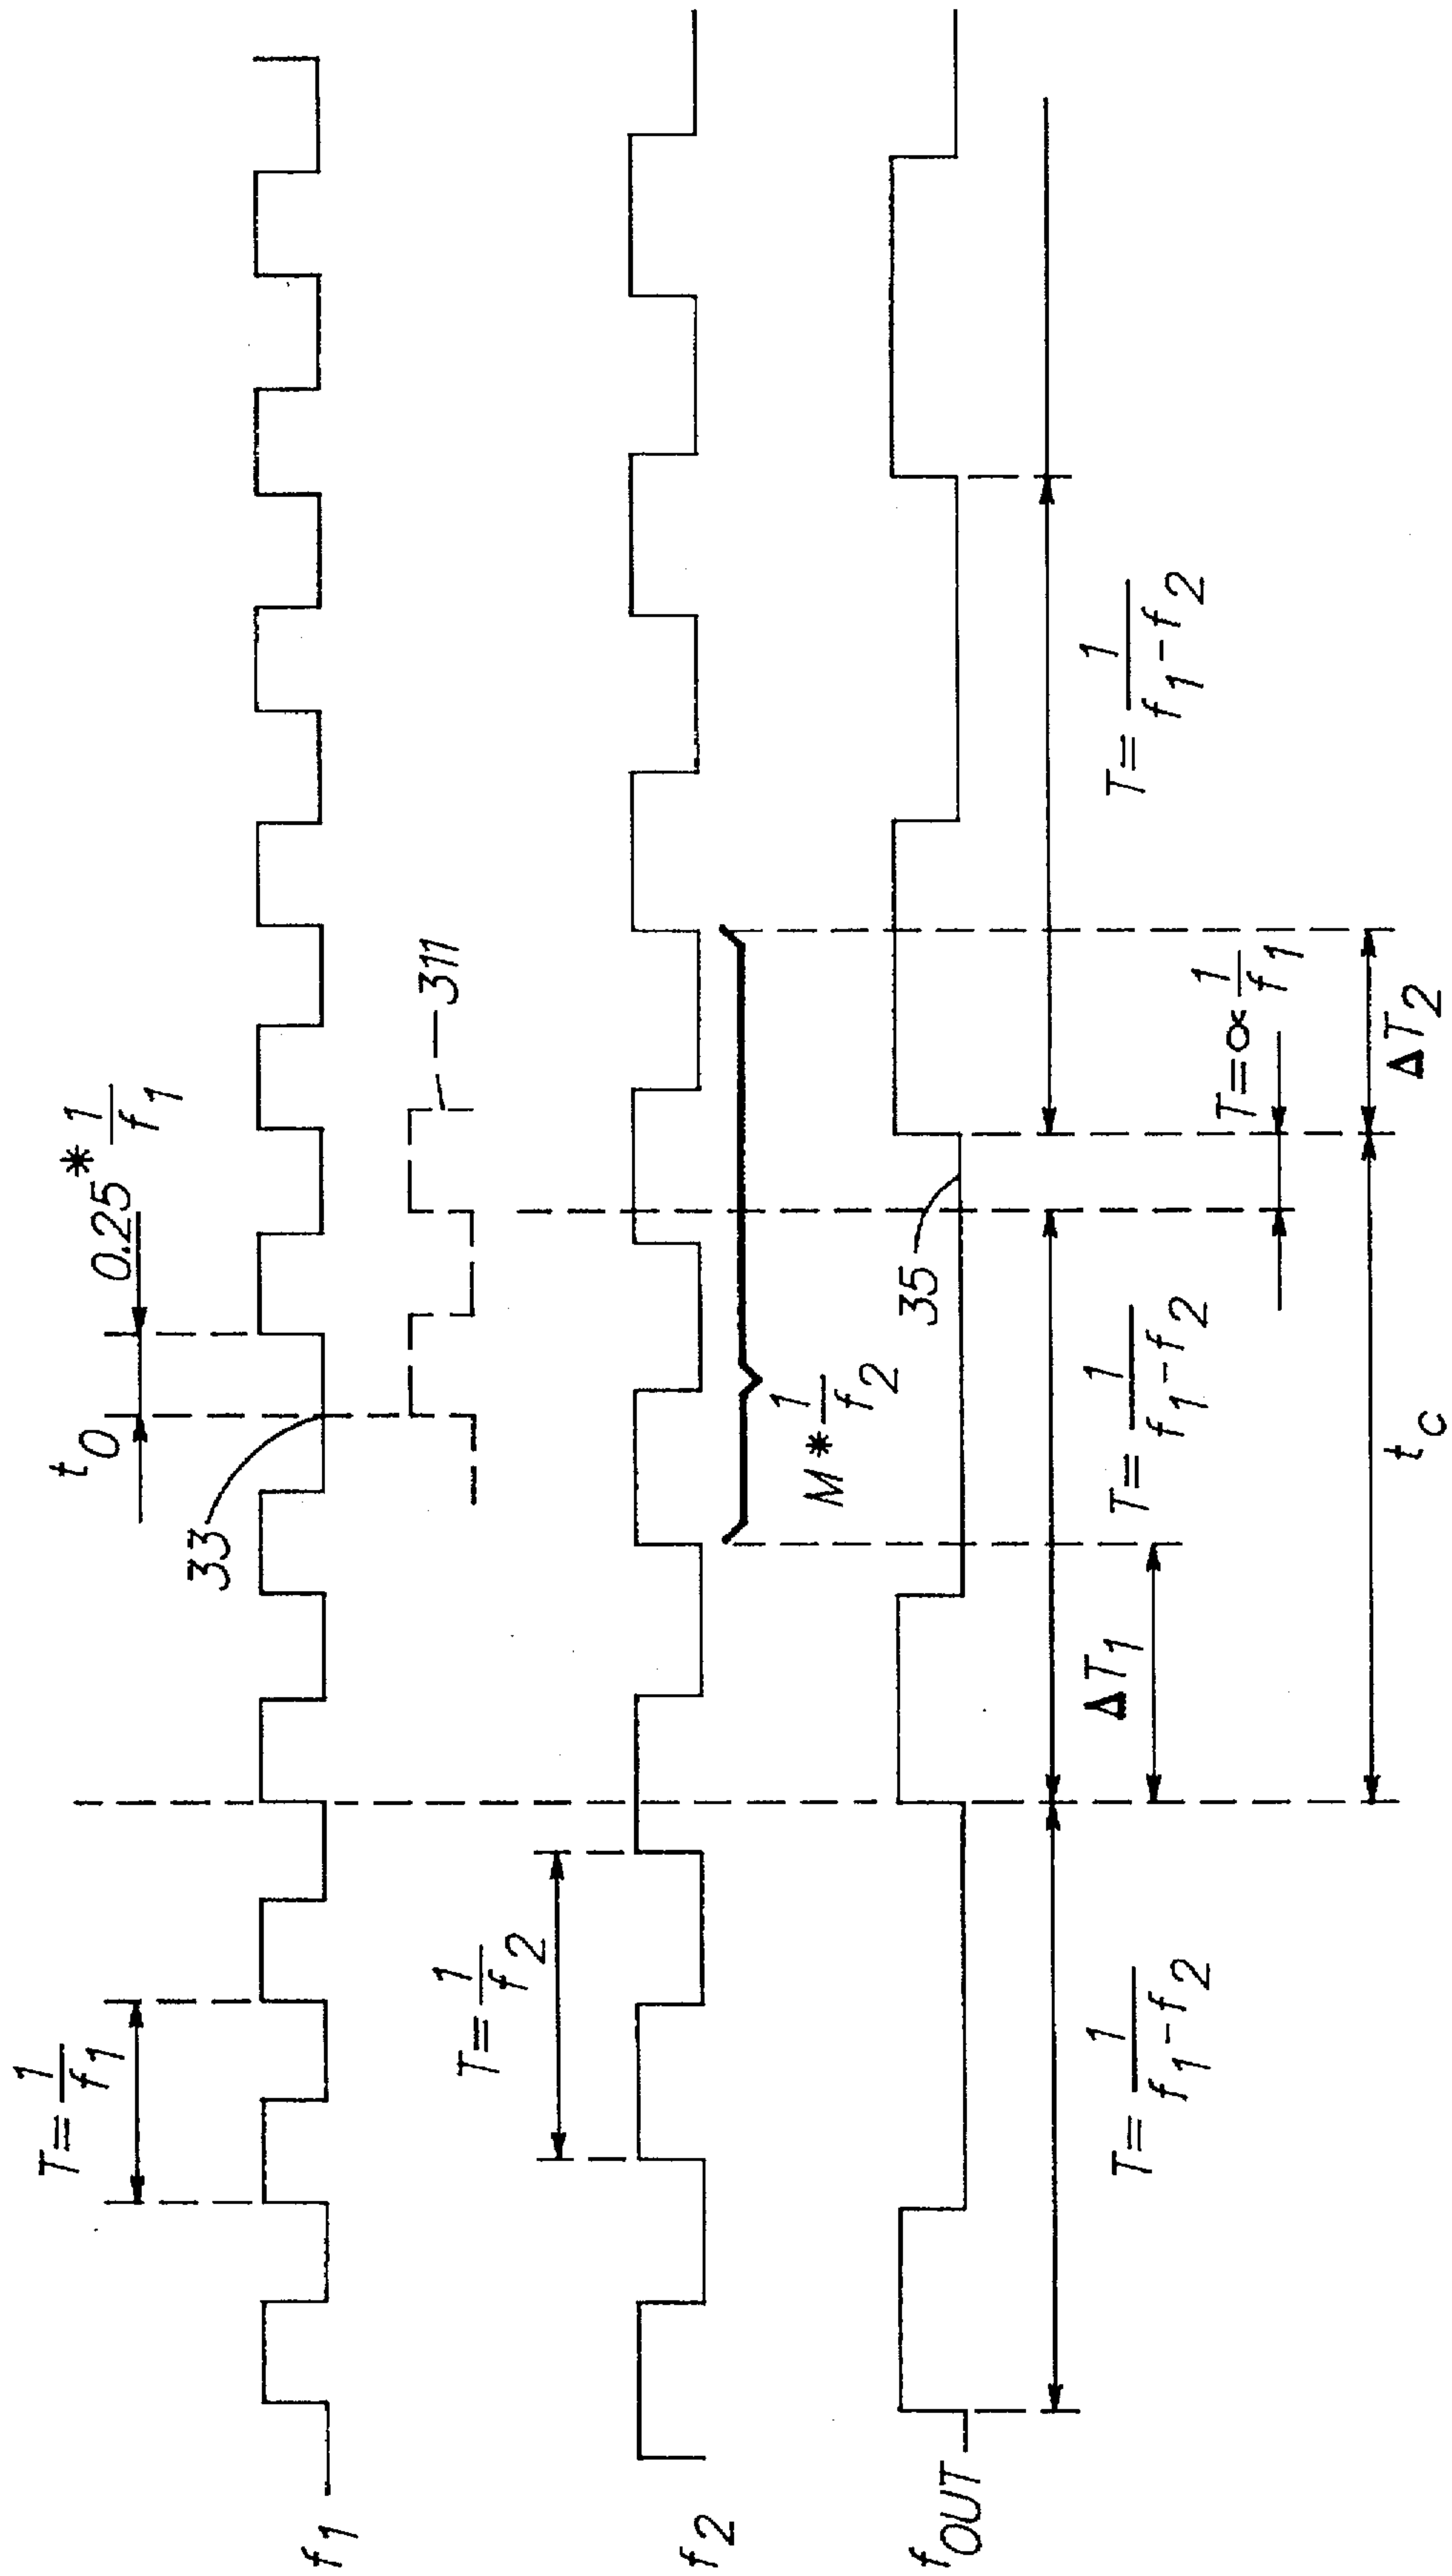 f1
T = 1/f1
33
t0
0.25* 1/f1
311
f2
T = 1/f2
M* 1/f2
fOUT
35
T = 1/(f1-f2)
T = 1/(f1-f2)
T = 1/(f1-f2)
ΔT1
T = ∝ 1/f1
tc
ΔT2